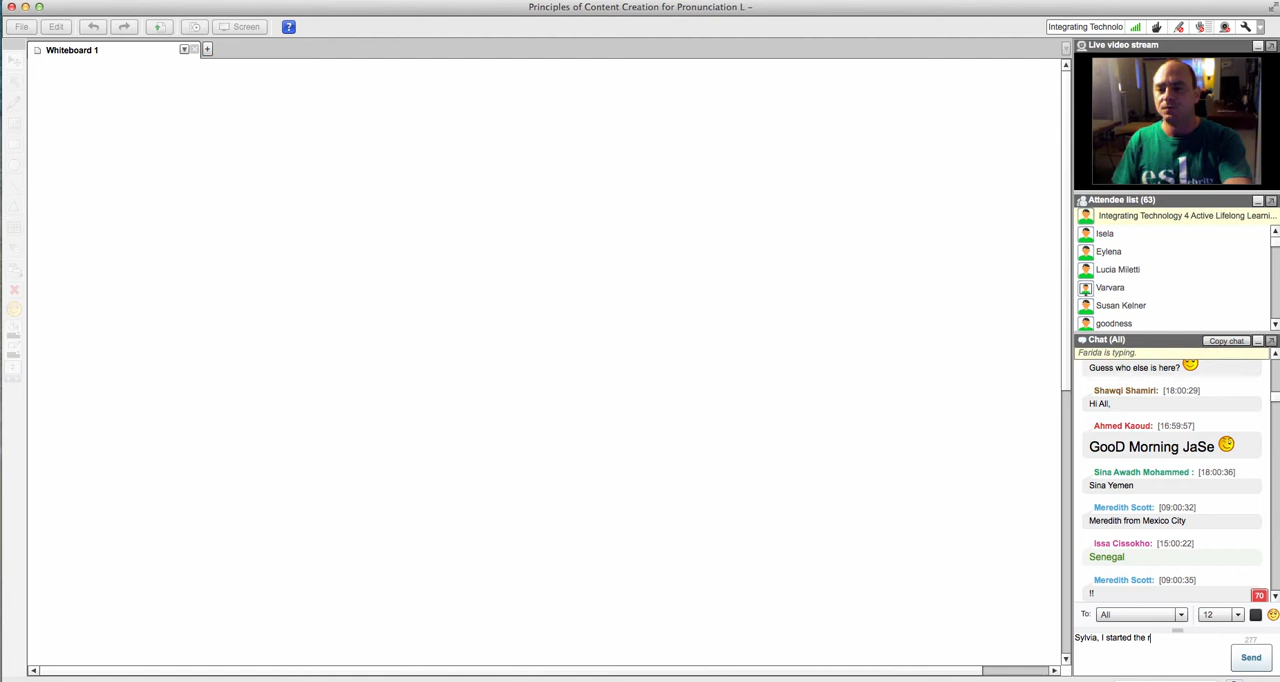 Principles of Content Creation for Pronunciation L -
File Edit Screen ? Integrating Technolo
Whiteboard 1 +
Live video stream
esl
Attendee list (63)
Integrating Technology 4 Active Lifelong Learni...
Isela
Eylena
Lucia Miletti
Varvara
Susan Kelner
goodness
Chat (All) Copy chat
Farida is typing.
Guess who else is here?
Shawqi Shamiri: [18:00:29]
Hi All,
Ahmed Kaoud: [16:59:57]
GooD Morning JaSe
Sina Awadh Mohammed : [18:00:36]
Sina Yemen
Meredith Scott: [09:00:32]
Meredith from Mexico City
Issa Cissokho: [15:00:22]
Senegal
Meredith Scott: [09:00:35]
!!
70
To: All 12
Sylvia, I started the r
277
Send